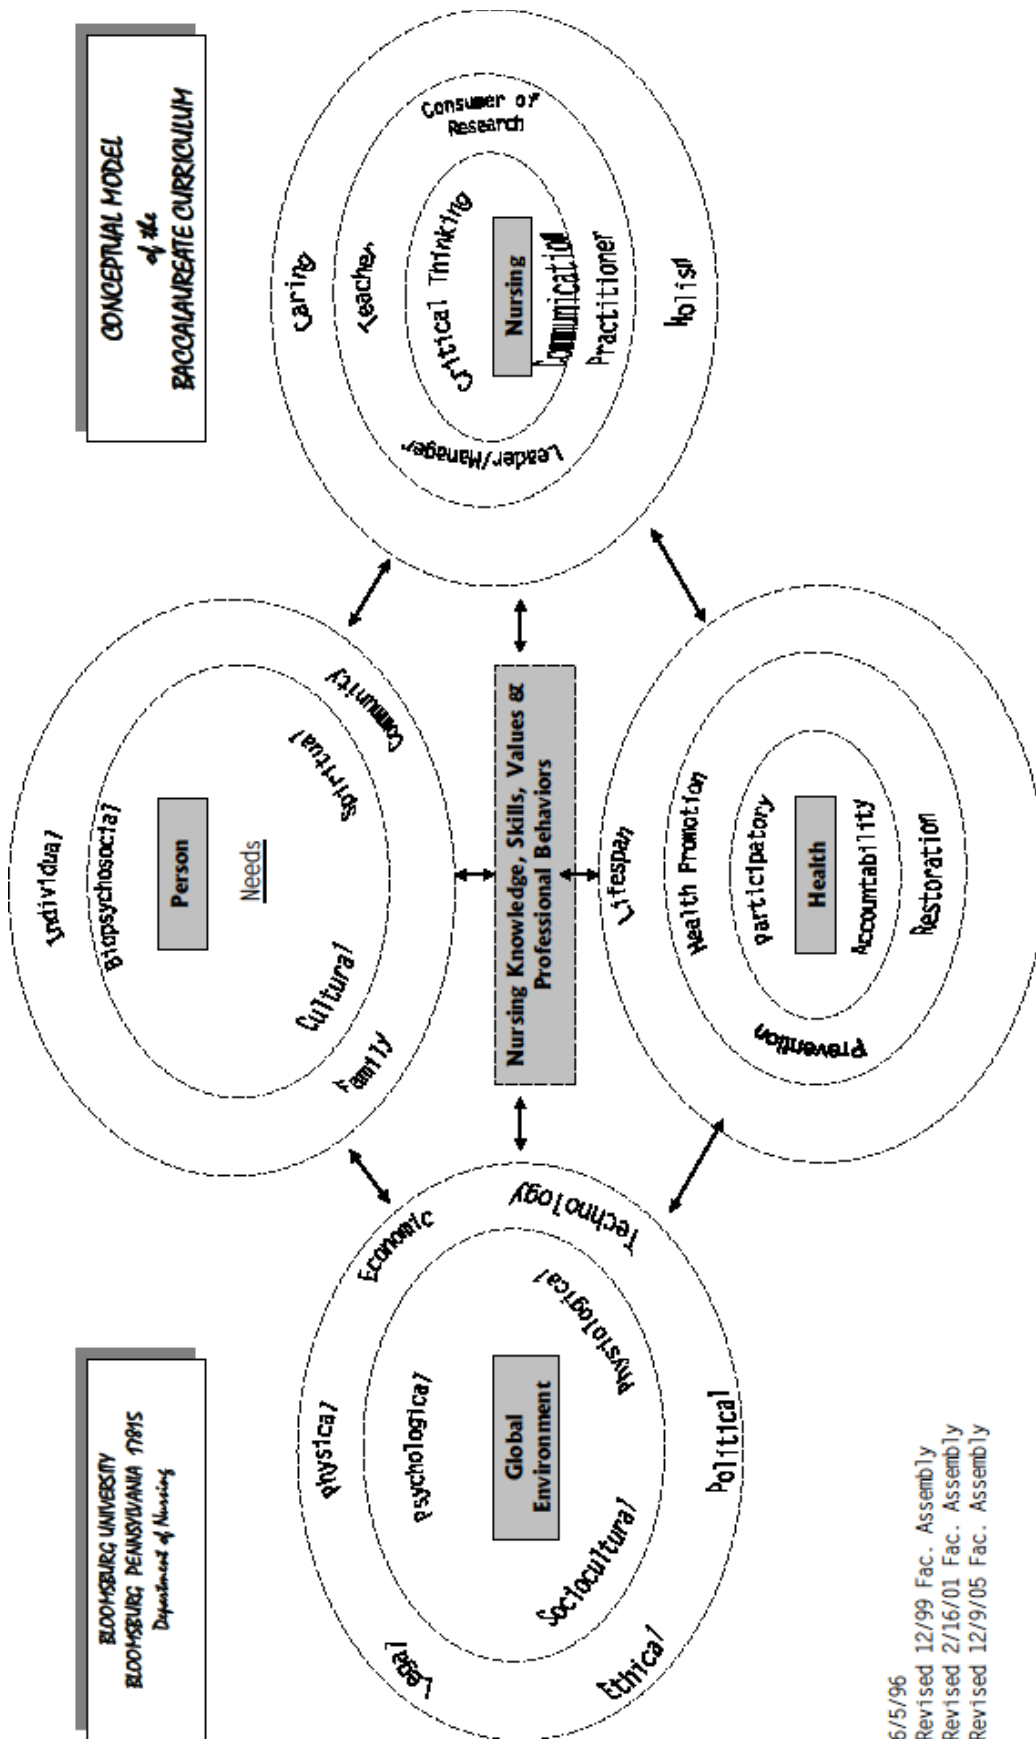 BLOOMSBURG UNIVERSITY
BLOOMSBURG PENNSYLVANIA 17815
Department of Nursing
CONCEPTUAL MODEL
of the
BACCALAUREATE CURRICULUM
Individual
Biopsychosocial
Person
Needs
Cultural
Spiritual
Family
Community
Physical
Economic
Legal
Psychological
Technology
Global
Environment
Physiological
Sociocultural
Ethical
Political
Nursing Knowledge, Skills, Values &
Professional Behaviors
Caring
Teacher
Critical Thinking
Consumer of
Research
Leader/Manager
Nursing
Communication
Practitioner
Holism
Lifespan
Health Promotion
Participatory
Prevention
Health
Accountability
Restoration
6/5/96
Revised 12/99 Fac. Assembly
Revised 2/16/01 Fac. Assembly
Revised 12/9/05 Fac. Assembly